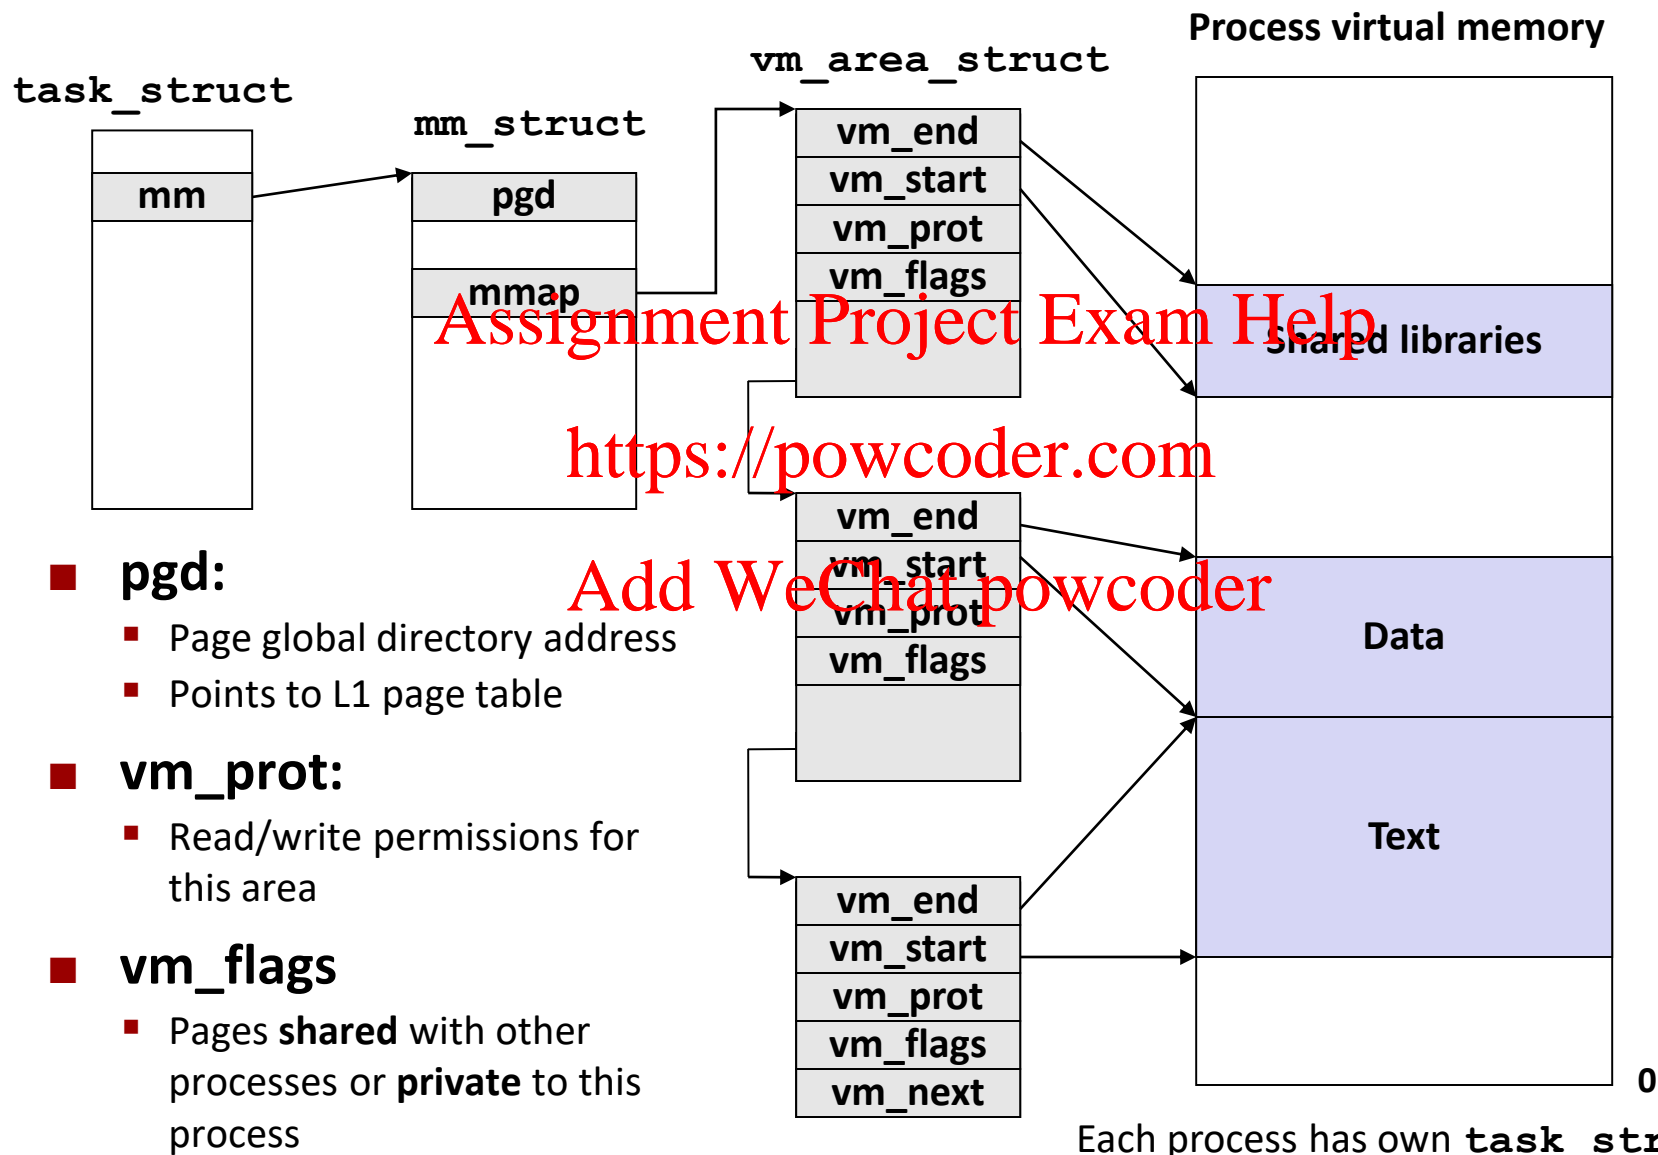 Process virtual memory
vm_area_struct
task_struct
mm_struct
vm_end
vm_start
vm_prot
vm_flags
mm
pgd
mmap
Assignment Project Exam Help
Shared libraries
https://powcoder.com
vm_end
vm_start
vm_prot
vm_flags
Add WeChat powcoder
Data
pgd:
Page global directory address
Points to L1 page table
vm_prot:
Read/write permissions for
this area
Text
vm_end
vm_start
vm_prot
vm_flags
vm_next
vm_flags
Pages shared with other
processes or private to this
process
0
Each process has own task str